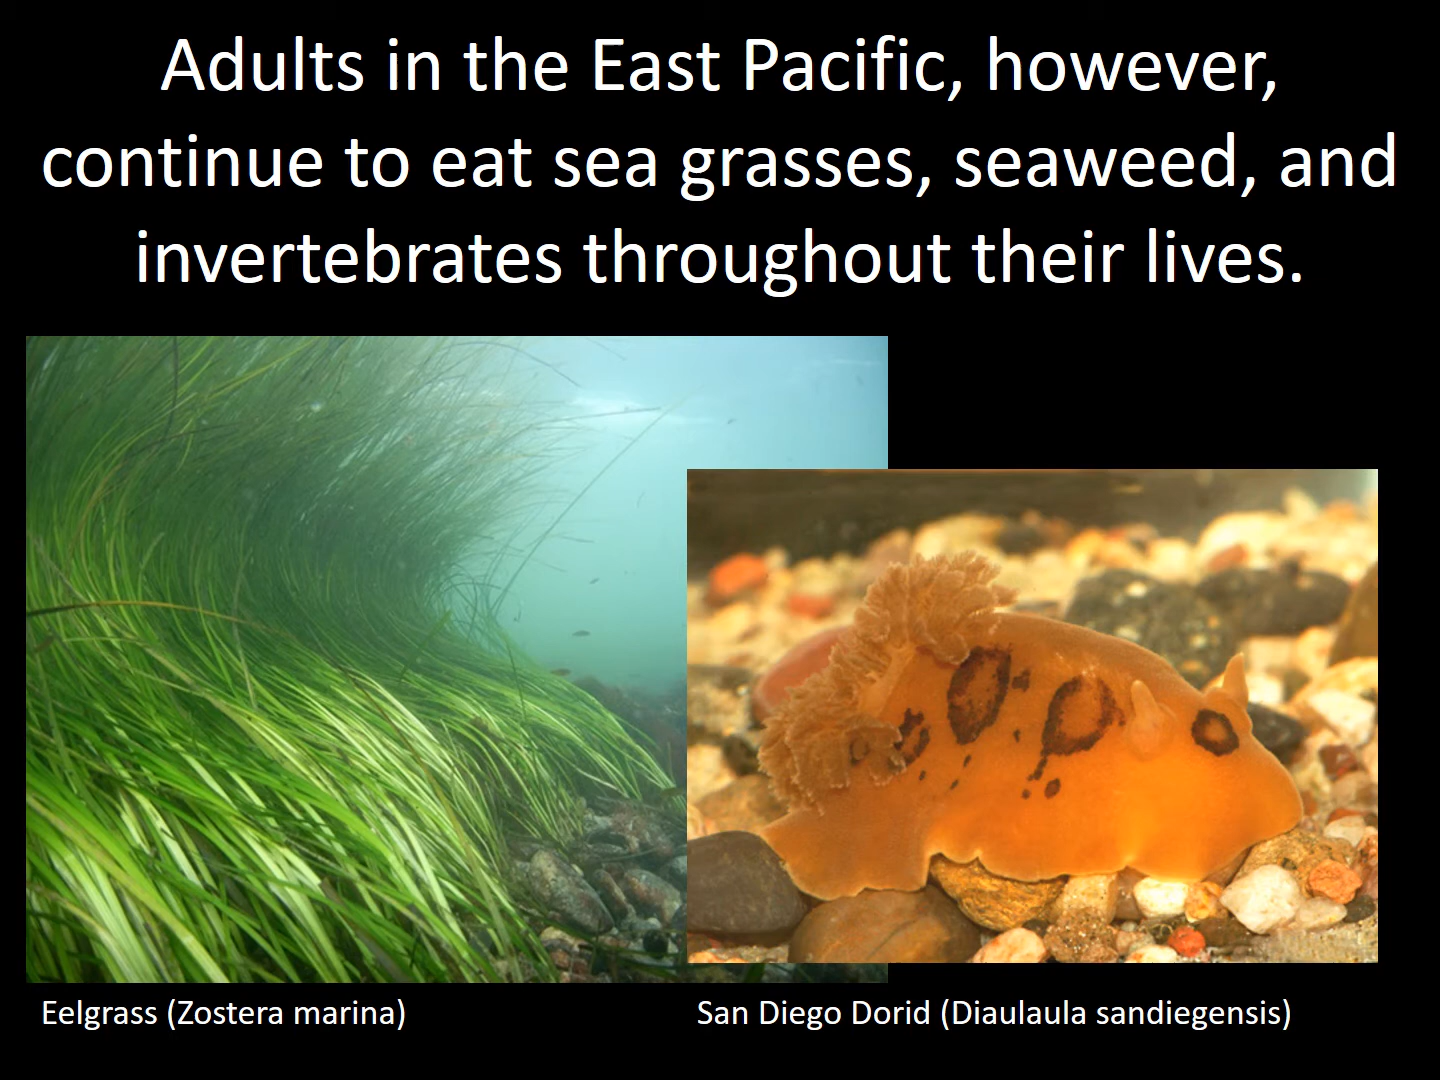 Adults in the East Pacific, however,
continue to eat sea grasses, seaweed, and
invertebrates throughout their lives.
Eelgrass (Zostera marina)
San Diego Dorid (Diaulaula sandiegensis)